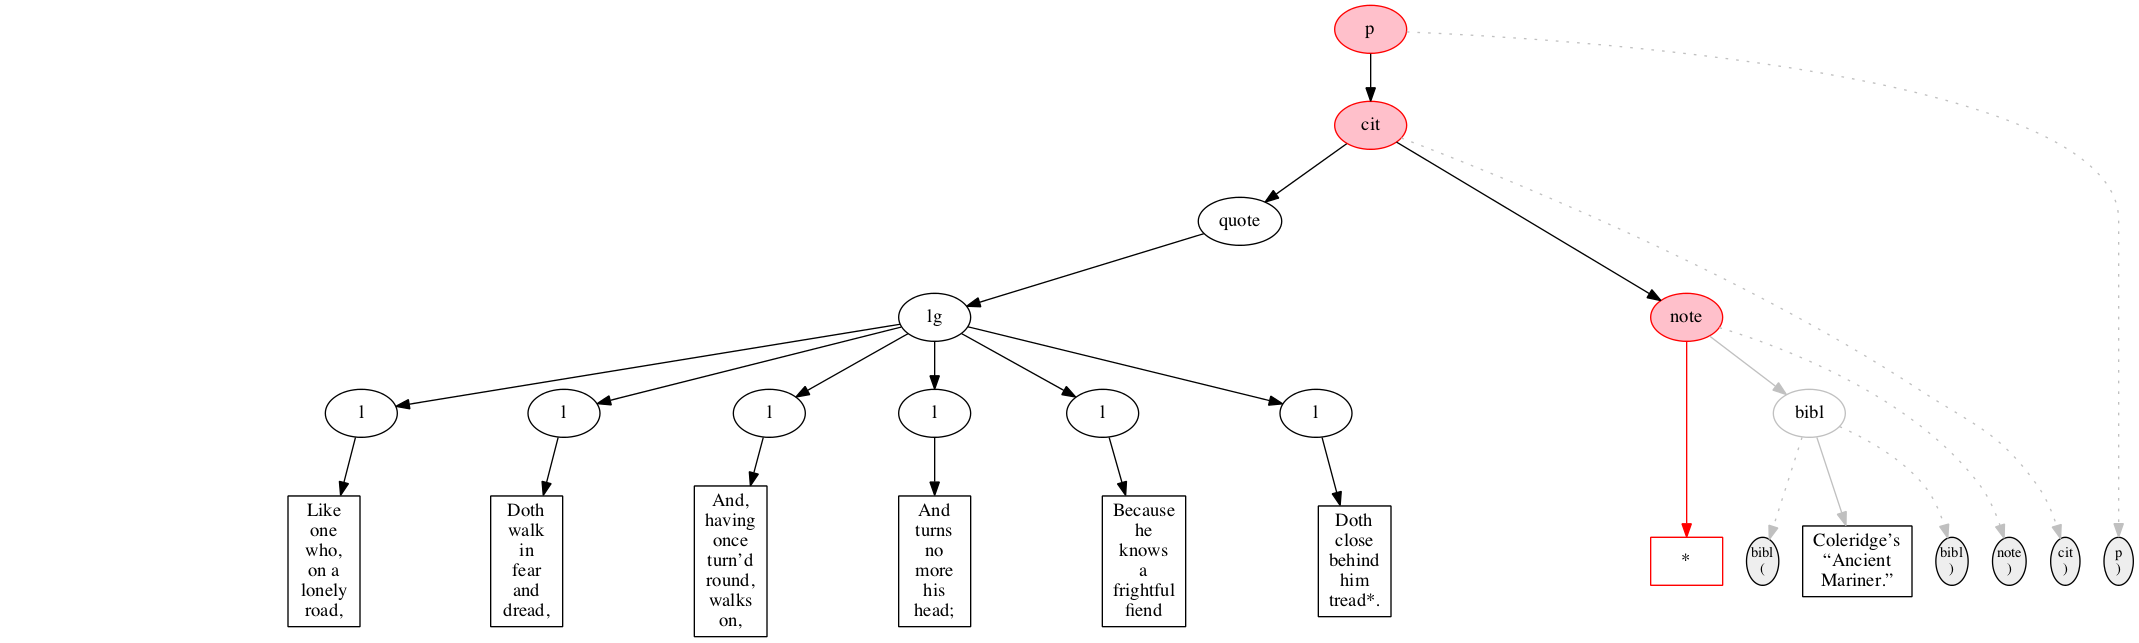 p
cit
quote
lg
note
l
l
l
l
l
l
bibl
Like
one
who,
on a
lonely
road,
Doth
walk
in
fear
and
dread,
And,
having
once
turn’d
round,
walks
on,
And
turns
no
more
his
head;
Because
he
knows
a
frightful
fiend
Doth
close
behind
him
tread*.
*
bibl
(
Coleridge’s
“Ancient
Mariner.”
bibl
)
note
)
cit
)
p
)